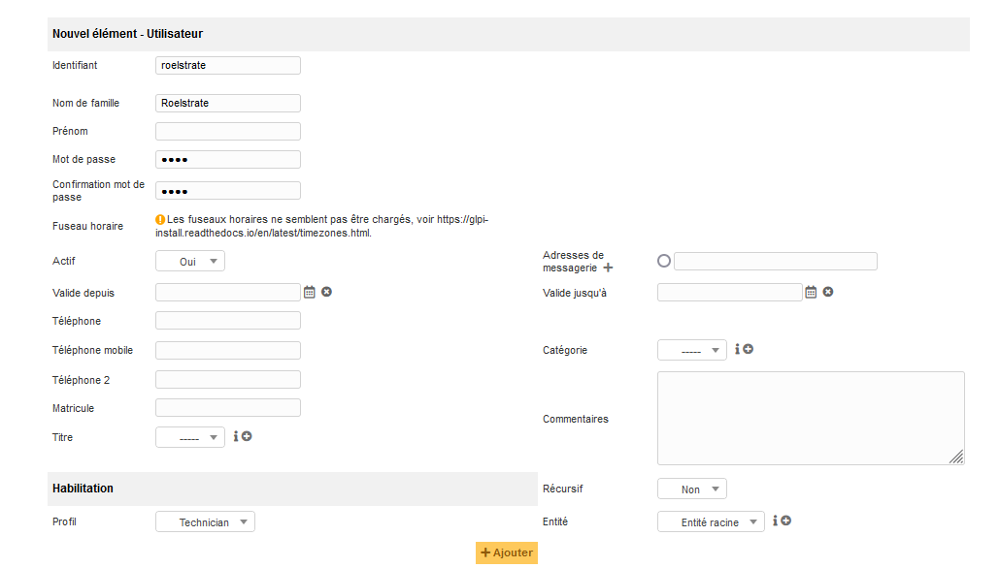 Nouvel élément - Utilisateur
Identifiant roelstrate
Nom de famille Roelstrate
Prénom
Mot de passe ●●●●
Confirmation mot de
passe ●●●●
Fuseau horaire Les fuseaux horaires ne semblent pas être chargés, voir https://glpi-
install.readthedocs.io/en/latest/timezones.html.
Actif Oui Adresses de
messagerie
Valide depuis Valide jusqu'à
Téléphone
Téléphone mobile Catégorie -----
Téléphone 2
Matricule
Commentaires
Titre -----
Habilitation Récursif Non
Profil Technician Entité Entité racine
+ Ajouter